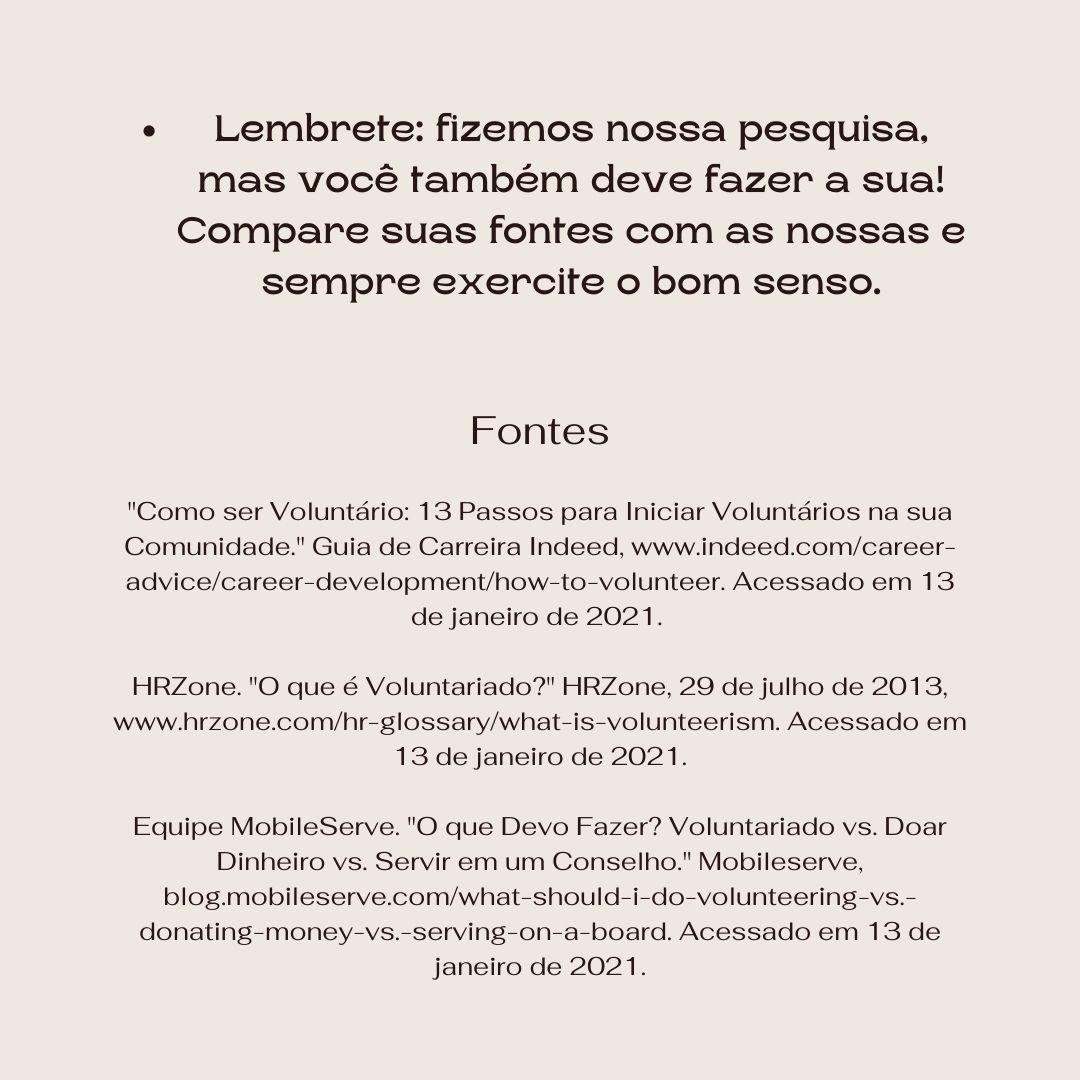 • Lembrete: fizemos nossa pesquisa,
mas você também deve fazer a sua!
Compare suas fontes com as nossas e
sempre exercite o bom senso.
Fontes
"Como ser Voluntário: 13 Passos para Iniciar Voluntários na sua
Comunidade." Guia de Carreira Indeed, www.indeed.com/career-
advice/career-development/how-to-volunteer. Acessado em 13
de janeiro de 2021.
HRZone. "O que é Voluntariado?" HRZone, 29 de julho de 2013,
www.hrzone.com/hr-glossary/what-is-volunteerism. Acessado em
13 de janeiro de 2021.
Equipe MobileServe. "O que Devo Fazer? Voluntariado vs. Doar
Dinheiro vs. Servir em um Conselho." Mobileserve,
blog.mobileserve.com/what-should-i-do-volunteering-vs.-
donating-money-vs.-serving-on-a-board. Acessado em 13 de
janeiro de 2021.